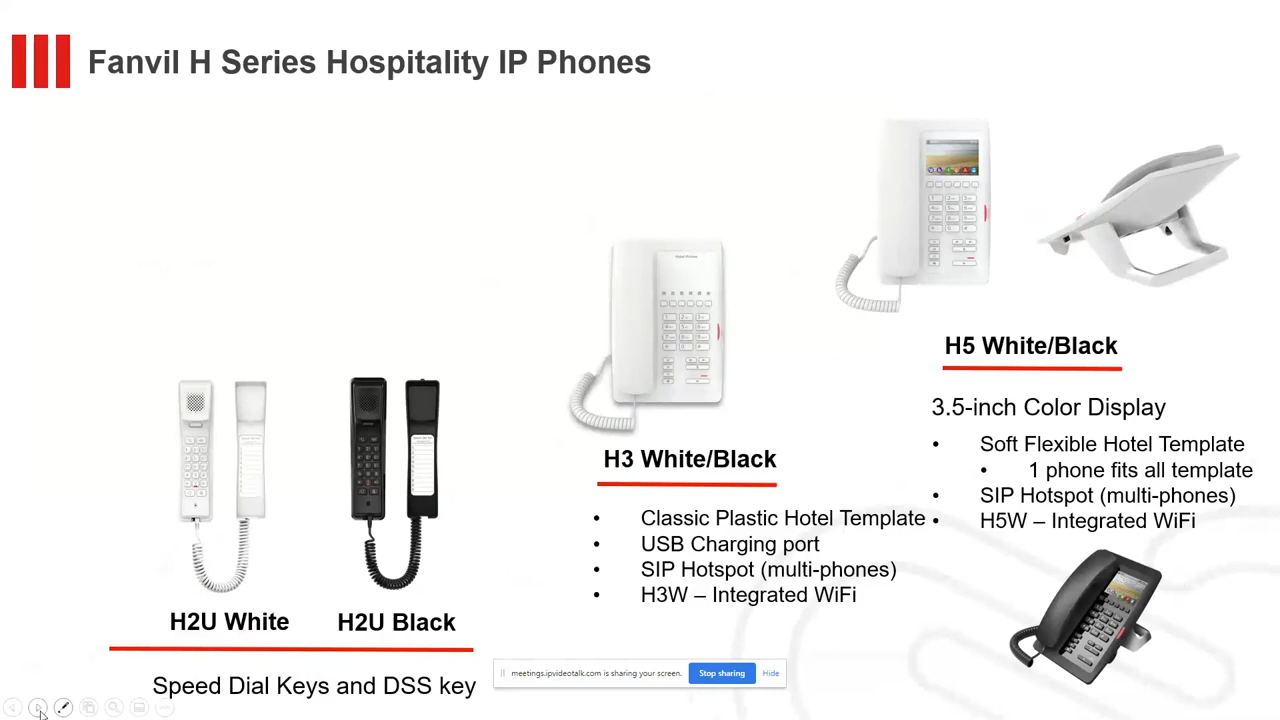 Fanvil H Series Hospitality IP Phones
H2U White
H2U Black
Speed Dial Keys and DSS key
H3 White/Black
• Classic Plastic Hotel Template
• USB Charging port
• SIP Hotspot (multi-phones)
• H3W – Integrated WiFi
H5 White/Black
3.5-inch Color Display
• Soft Flexible Hotel Template
• 1 phone fits all template
• SIP Hotspot (multi-phones)
• H5W – Integrated WiFi
meetings.ipvideotalk.com is sharing your screen.
Stop sharing
Hide